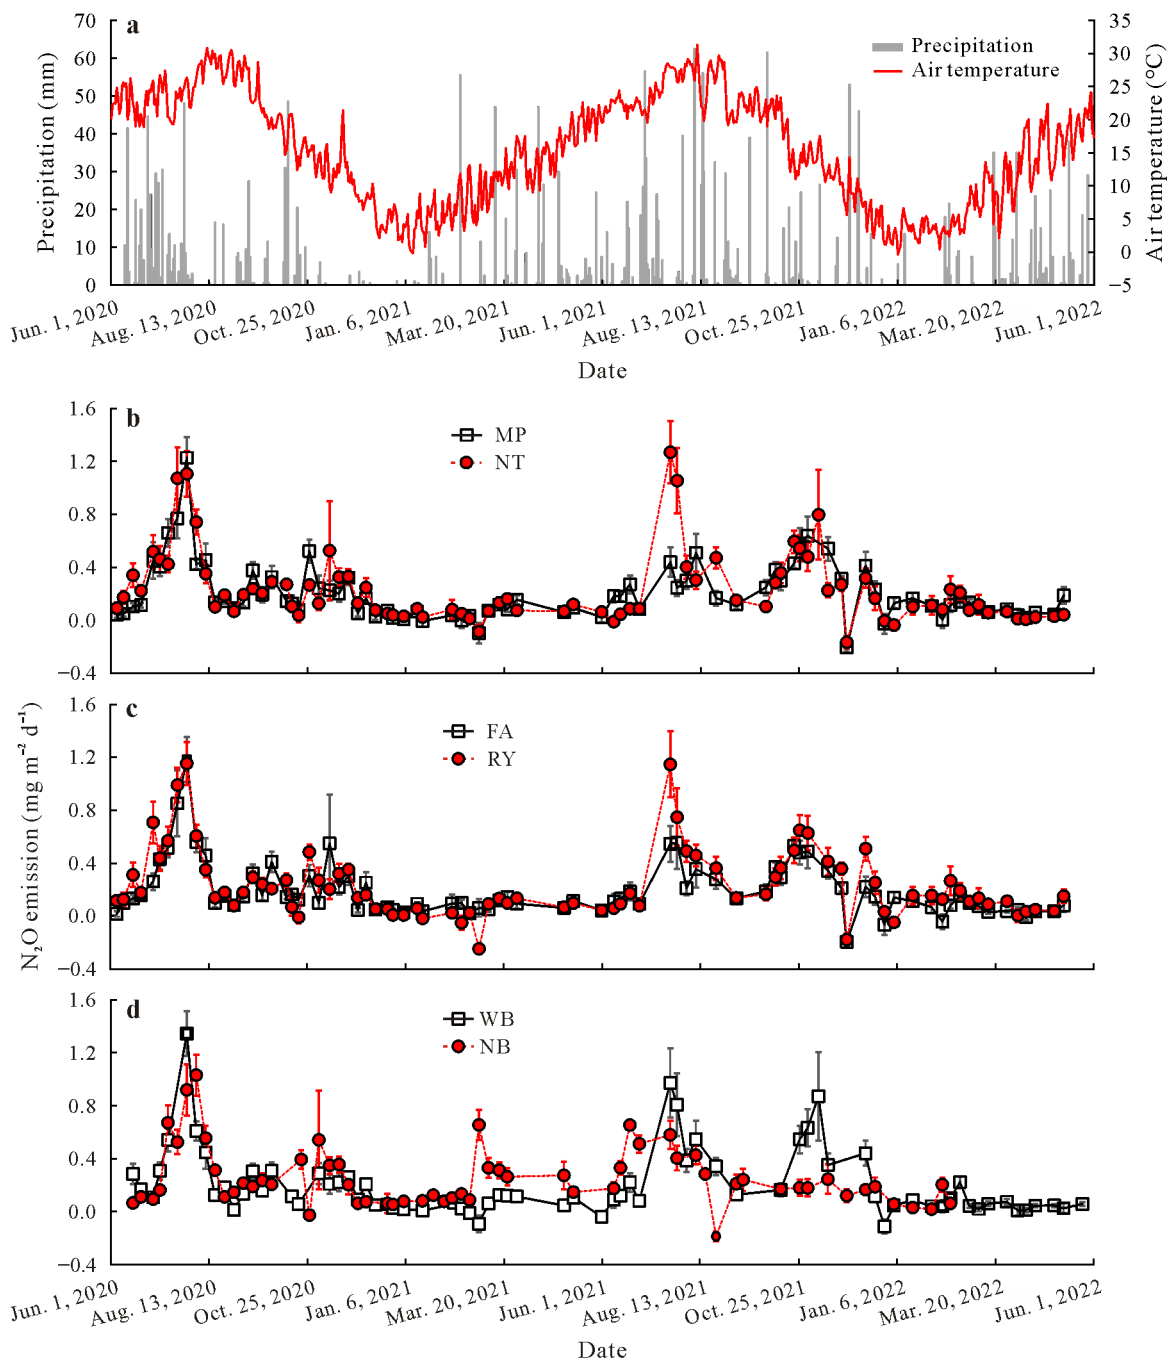 a
Precipitation (mm)
70
60
50
40
30
20
10
0
Precipitation
Air temperature
35
30
25
20
15
10
5
0
−5
Air temperature (°C)
Jun. 1, 2020
Aug. 13, 2020
Oct. 25, 2020
Jan. 6, 2021
Mar. 20, 2021
Jun. 1, 2021
Aug. 13, 2021
Oct. 25, 2021
Jan. 6, 2022
Mar. 20, 2022
Jun. 1, 2022
Date
N₂O emission (mg m⁻² d⁻¹)
b
1.6
1.2
0.8
0.4
0.0
−0.4
MP
NT
c
1.6
1.2
0.8
0.4
0.0
−0.4
FA
RY
d
1.6
1.2
0.8
0.4
0.0
−0.4
WB
NB
Jun. 1, 2020
Aug. 13, 2020
Oct. 25, 2020
Jan. 6, 2021
Mar. 20, 2021
Jun. 1, 2021
Aug. 13, 2021
Oct. 25, 2021
Jan. 6, 2022
Mar. 20, 2022
Jun. 1, 2022
Date